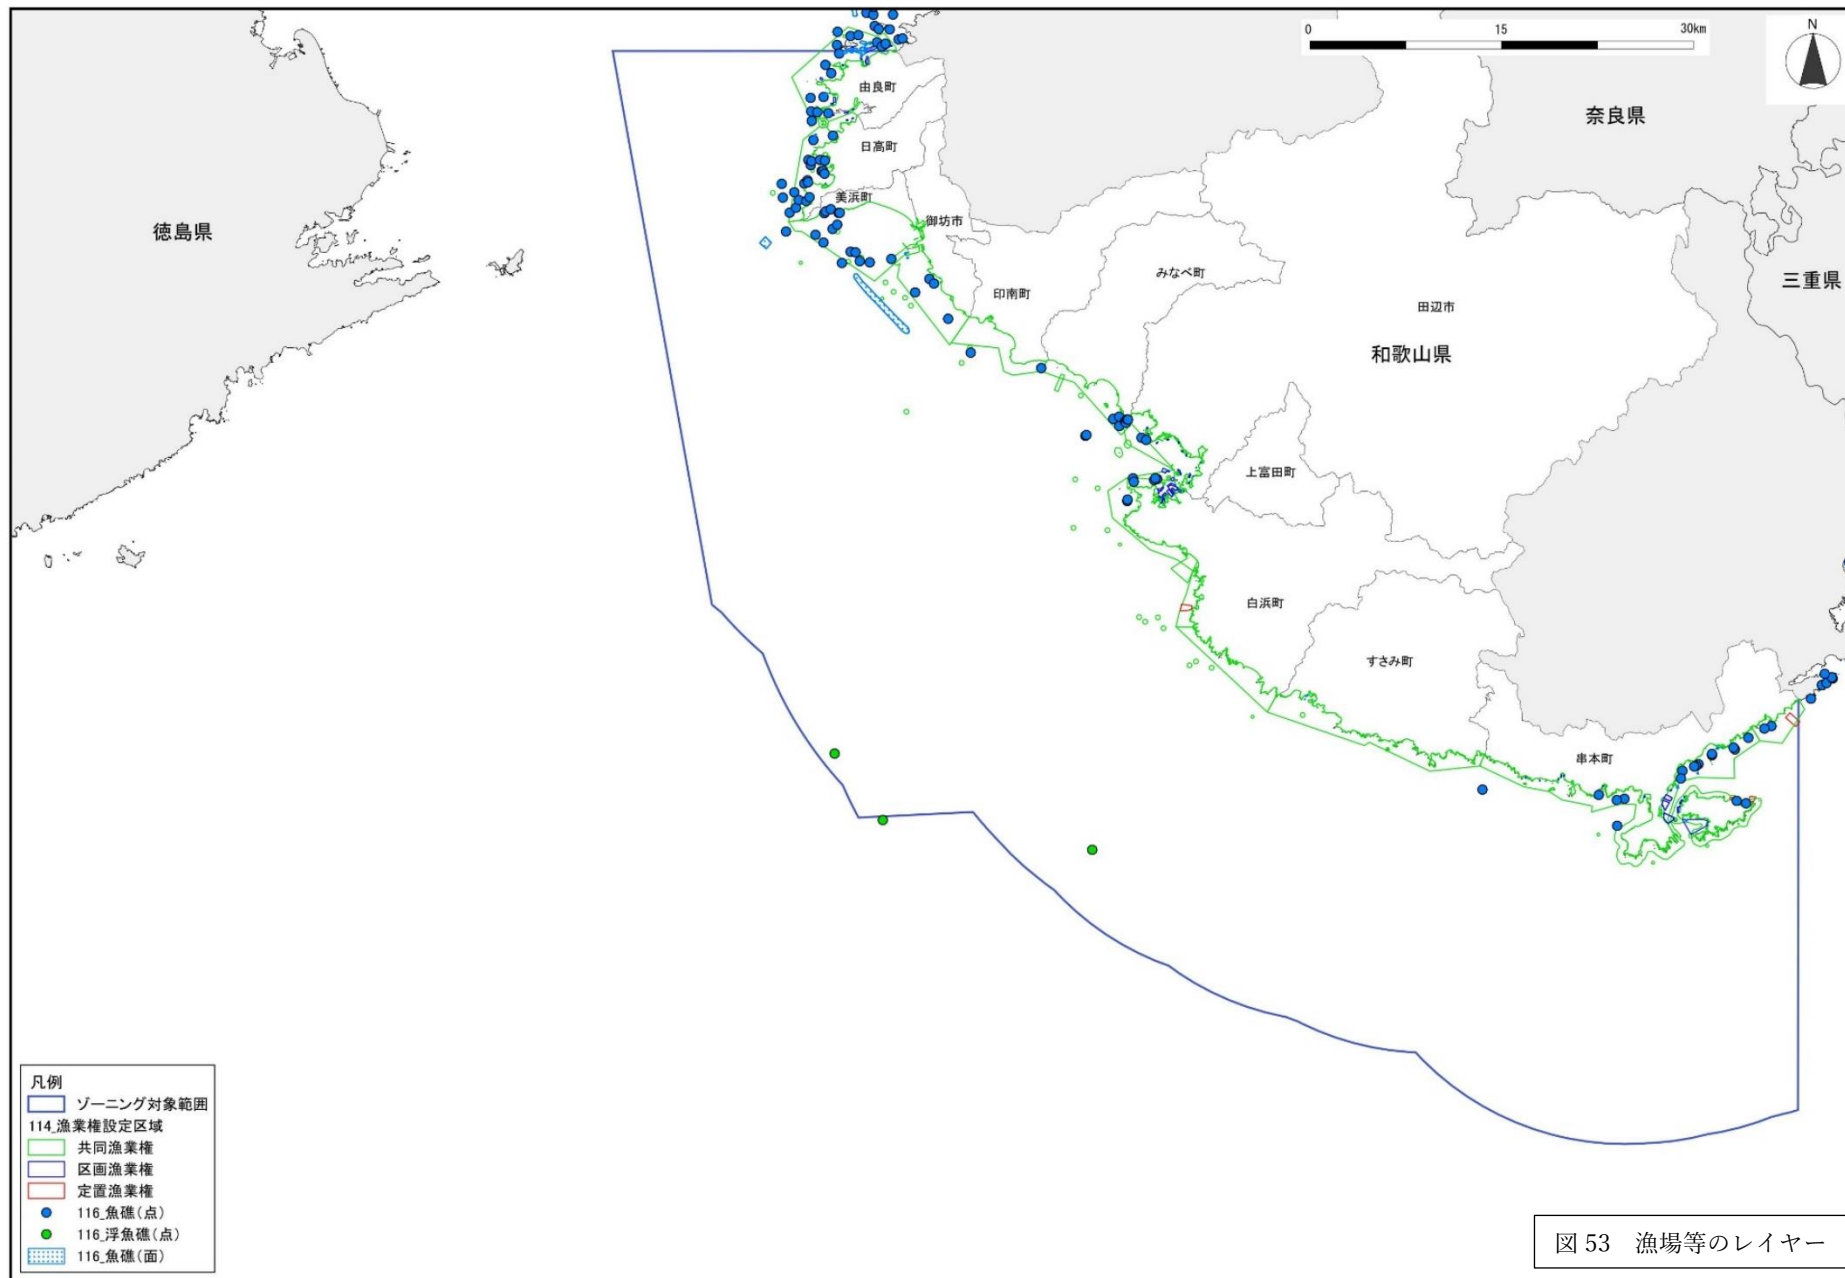 0 15 30km
N
由良町
奈良県
日高町
美浜町
御坊市
徳島県
みなべ町
三重県
印南町
田辺市
和歌山県
上富田町
白浜町
すさみ町
串本町
凡例
ゾーニング対象範囲
114_漁業権設定区域
共同漁業権
区画漁業権
定置漁業権
116_魚礁(点)
116_浮魚礁(点)
116_魚礁(面)
図 53 漁場等のレイヤー